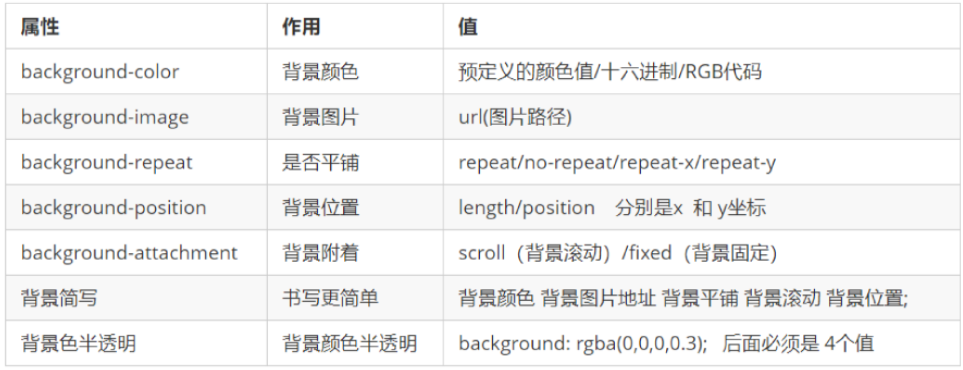 属性 作用 值
background-color 背景颜色 预定义的颜色值/十六进制/RGB代码
background-image 背景图片 url(图片路径)
background-repeat 是否平铺 repeat/no-repeat/repeat-x/repeat-y
background-position 背景位置 length/position 分别是x 和 y坐标
background-attachment 背景附着 scroll（背景滚动）/fixed（背景固定）
背景简写 书写更简单 背景颜色 背景图片地址 背景平铺 背景滚动 背景位置;
背景色半透明 背景颜色半透明 background: rgba(0,0,0,0.3); 后面必须是 4个值